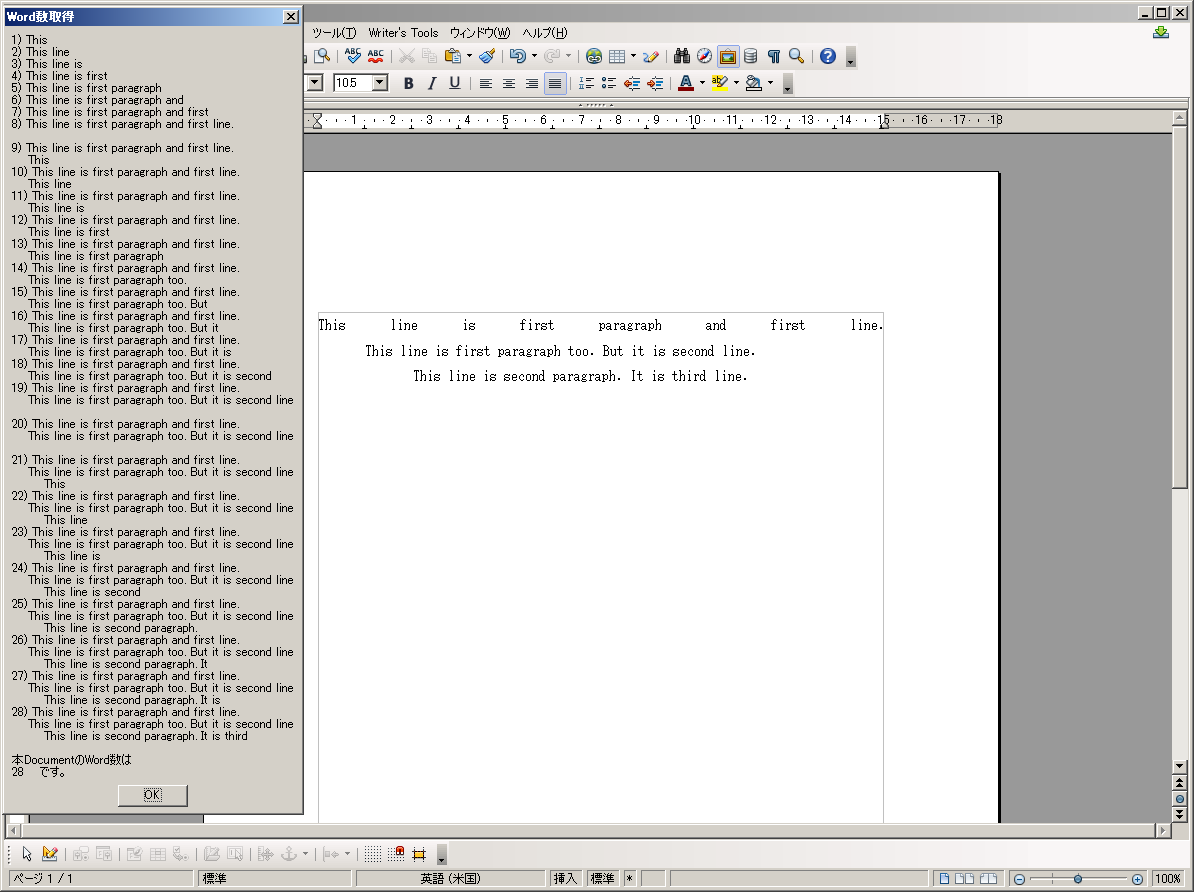 Word数取得
1) This
2) This line
3) This line is
4) This line is first
5) This line is first paragraph
6) This line is first paragraph and
7) This line is first paragraph and first
8) This line is first paragraph and first line.
9) This line is first paragraph and first line.
This
10) This line is first paragraph and first line.
This line
11) This line is first paragraph and first line.
This line is
12) This line is first paragraph and first line.
This line is first
13) This line is first paragraph and first line.
This line is first paragraph
14) This line is first paragraph and first line.
This line is first paragraph too.
15) This line is first paragraph and first line.
This line is first paragraph too. But
16) This line is first paragraph and first line.
This line is first paragraph too. But it
17) This line is first paragraph and first line.
This line is first paragraph too. But it is
18) This line is first paragraph and first line.
This line is first paragraph too. But it is second
19) This line is first paragraph and first line.
This line is first paragraph too. But it is second line
20) This line is first paragraph and first line.
This line is first paragraph too. But it is second line
21) This line is first paragraph and first line.
This line is first paragraph too. But it is second line
This
22) This line is first paragraph and first line.
This line is first paragraph too. But it is second line
This line
23) This line is first paragraph and first line.
This line is first paragraph too. But it is second line
This line is
24) This line is first paragraph and first line.
This line is first paragraph too. But it is second line
This line is second
25) This line is first paragraph and first line.
This line is first paragraph too. But it is second line
This line is second paragraph.
26) This line is first paragraph and first line.
This line is first paragraph too. But it is second line
This line is second paragraph. It
27) This line is first paragraph and first line.
This line is first paragraph too. But it is second line
This line is second paragraph. It is
28) This line is first paragraph and first line.
This line is first paragraph too. But it is second line
This line is second paragraph. It is third
本DocumentのWord数は
28 です。
OK
ツール(T) Writer's Tools ウィンドウ(W) ヘルプ(H)
ABC ABC
10.5 B I U A ab
1 2 3 4 5 6 7 8 9 10 11 12 13 14 15 16 17 18
This line is first paragraph and first line.
This line is first paragraph too. But it is second line.
This line is second paragraph. It is third line.
ページ 1 / 1 標準 英語 (米国) 挿入 標準 * 100%